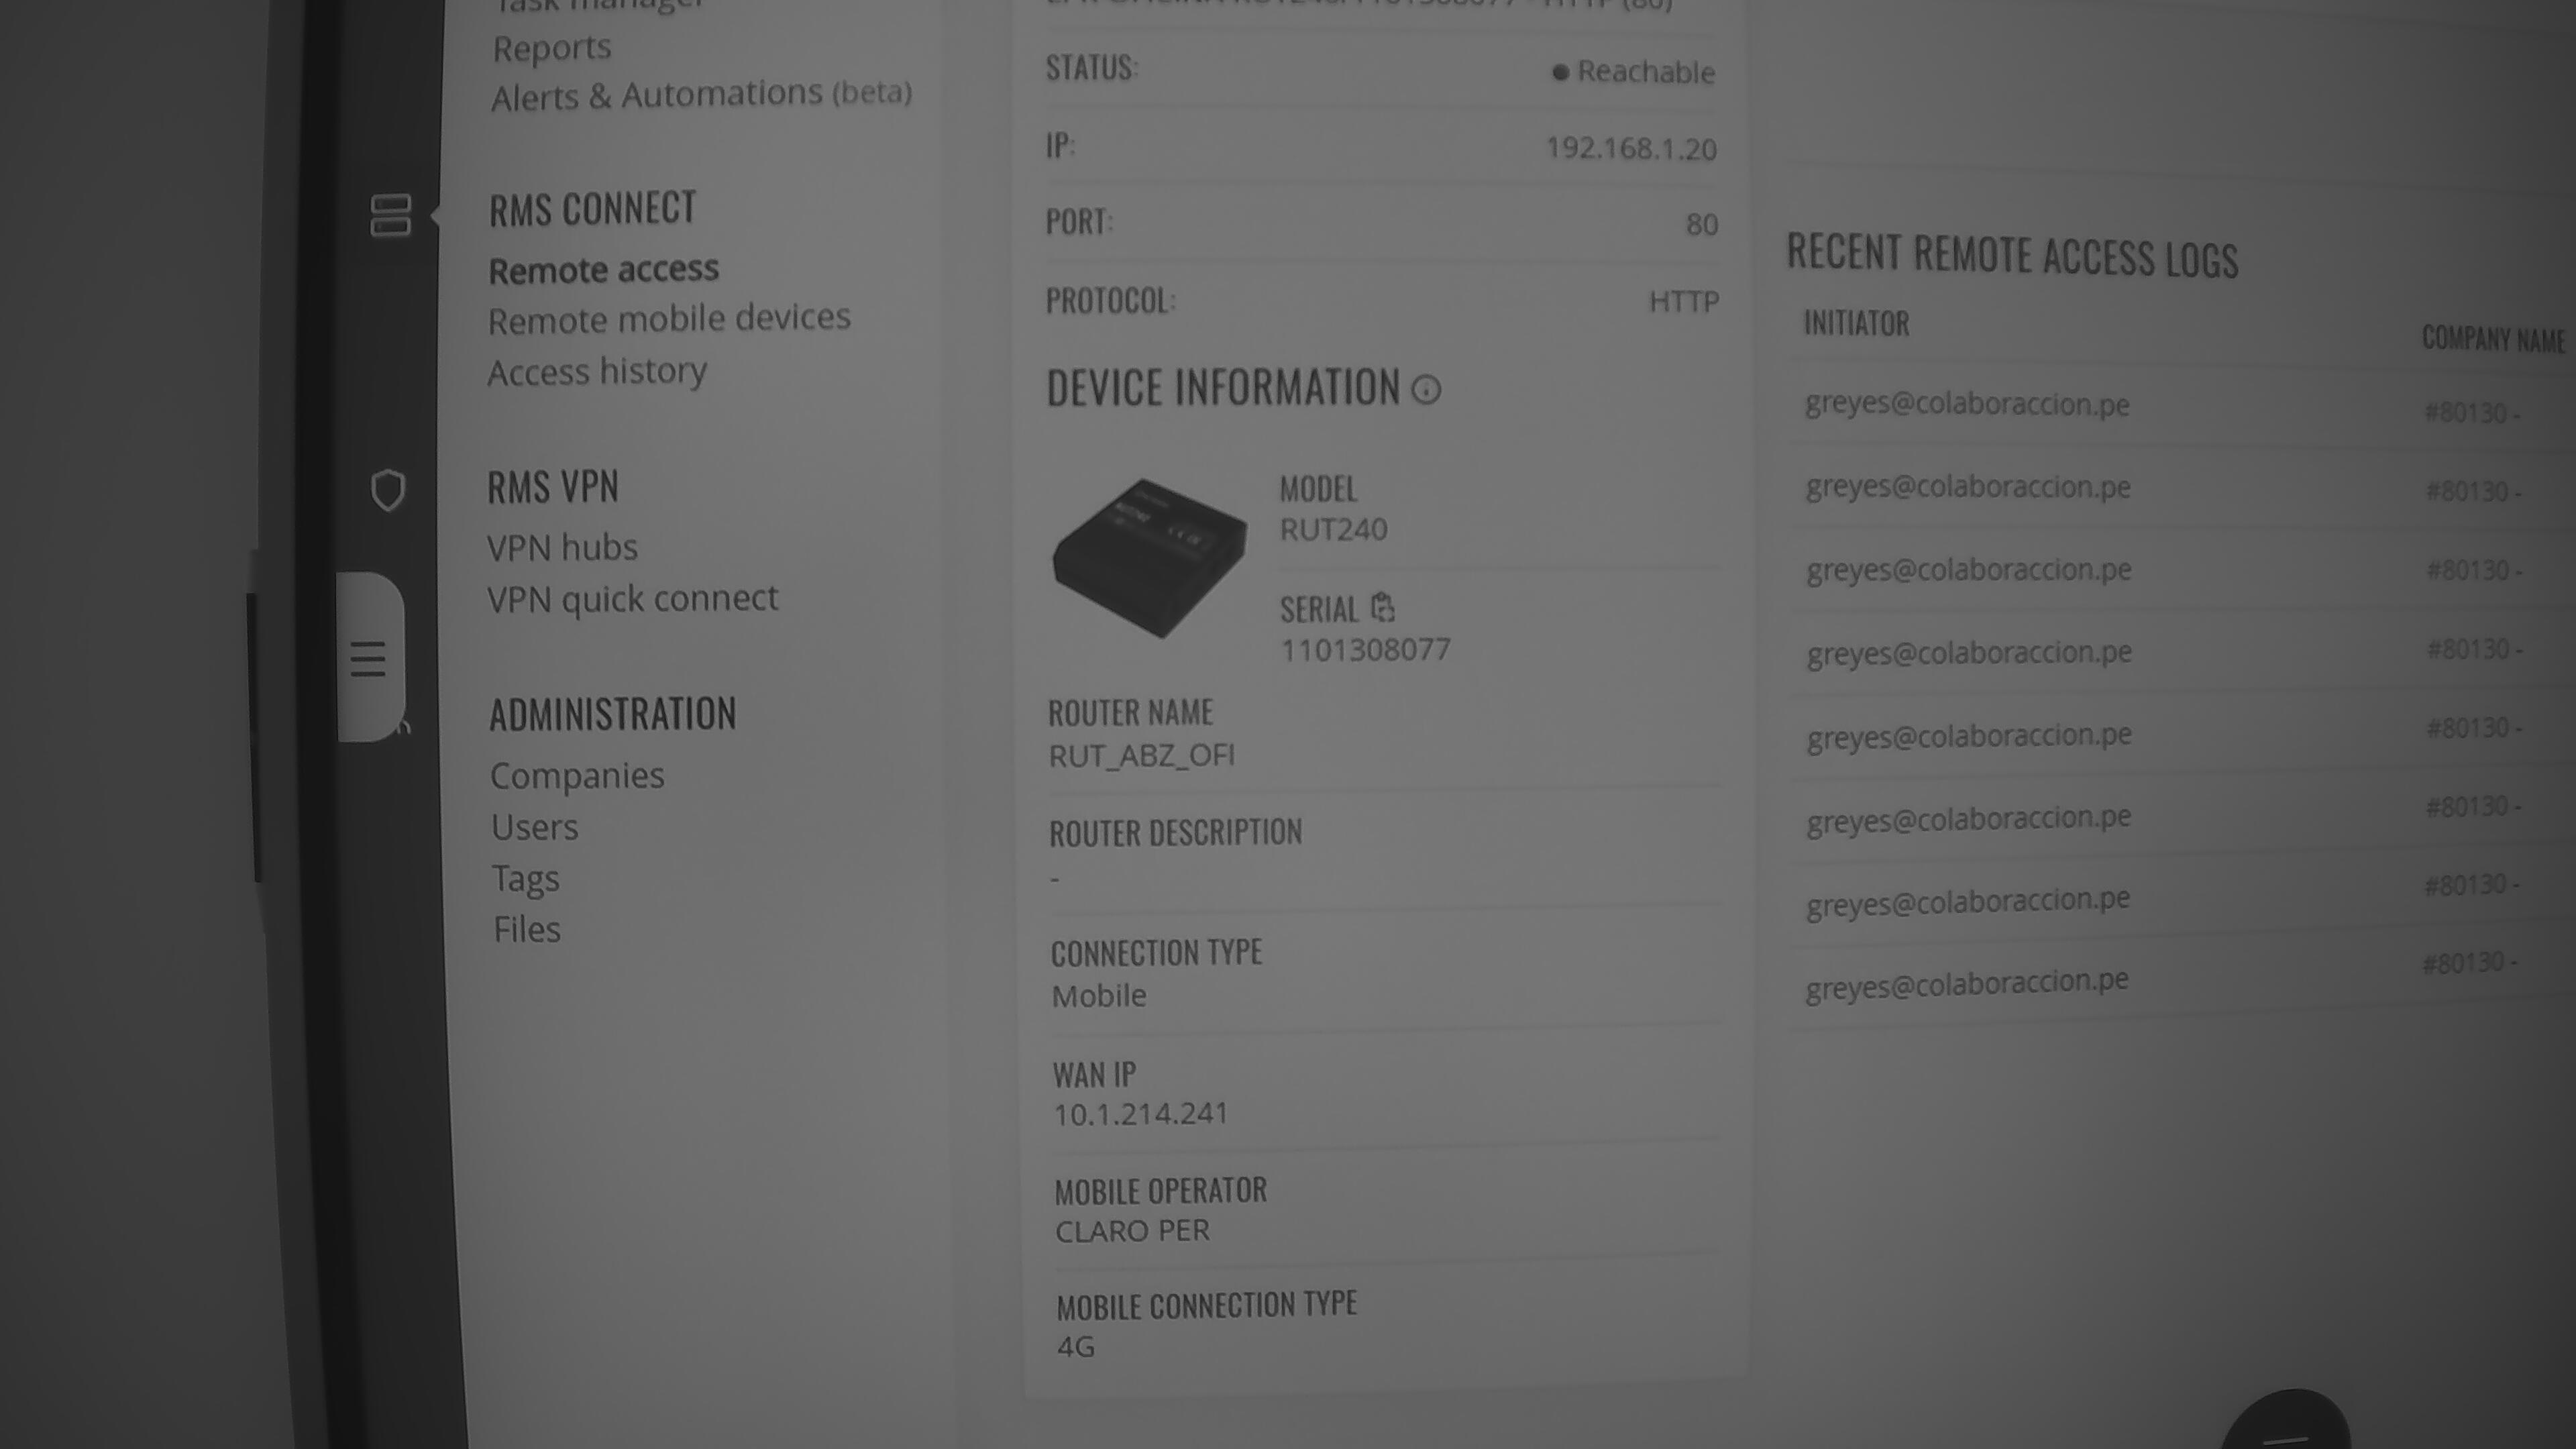 Task manager
Reports
Alerts & Automations (beta)
RMS CONNECT
Remote access
Remote mobile devices
Access history
RMS VPN
VPN hubs
VPN quick connect
ADMINISTRATION
Companies
Users
Tags
Files
STATUS: Reachable
IP: 192.168.1.20
PORT: 80
PROTOCOL: HTTP
DEVICE INFORMATION
MODEL
RUT240
SERIAL
1101308077
ROUTER NAME
RUT_ABZ_OFI
ROUTER DESCRIPTION
-
CONNECTION TYPE
Mobile
WAN IP
10.1.214.241
MOBILE OPERATOR
CLARO PER
MOBILE CONNECTION TYPE
4G
RECENT REMOTE ACCESS LOGS
INITIATOR COMPANY NAME
greyes@colaboraccion.pe #80130 -
greyes@colaboraccion.pe #80130 -
greyes@colaboraccion.pe #80130 -
greyes@colaboraccion.pe #80130 -
greyes@colaboraccion.pe #80130 -
greyes@colaboraccion.pe #80130 -
greyes@colaboraccion.pe #80130 -
greyes@colaboraccion.pe #80130 -